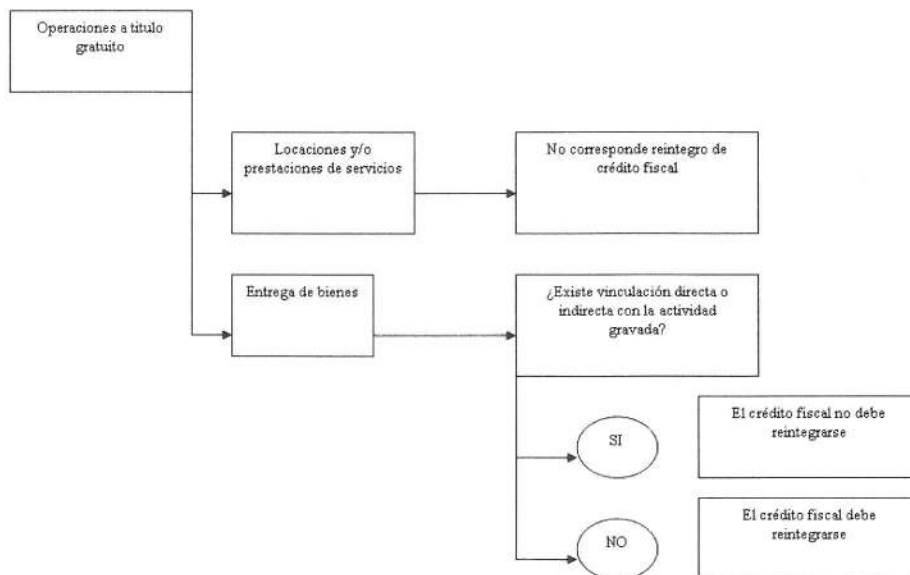 Operaciones a titulo
gratuito
Locaciones y/o
prestaciones de servicios
No corresponde reintegro de
crédito fiscal
Entrega de bienes
¿Existe vinculación directa o
indirecta con la actividad
gravada?
SI
El crédito fiscal no debe
reintegrarse
NO
El crédito fiscal debe
reintegrarse